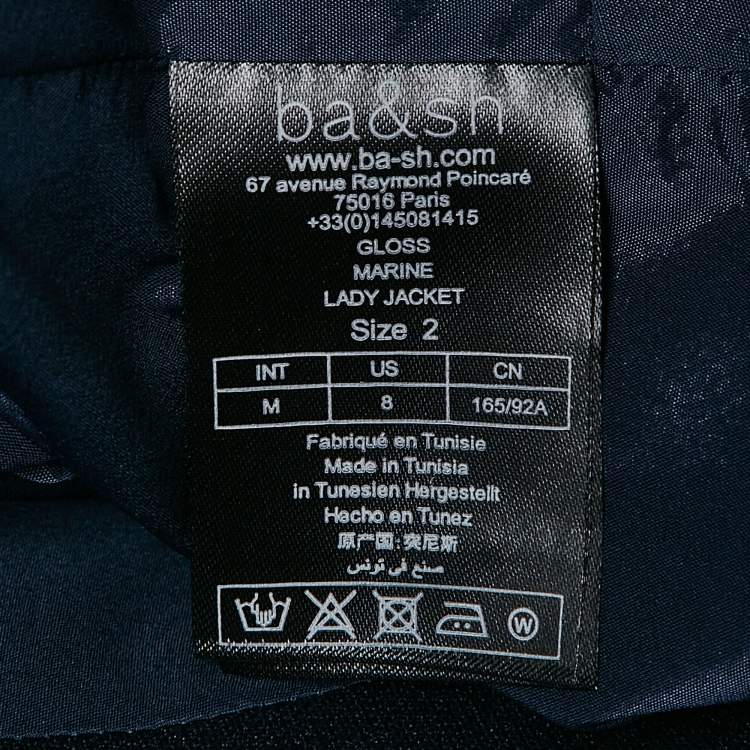 ba&sh
www.ba-sh.com
67 avenue Raymond Poincaré
75016 Paris
+33(0)145081415
GLOSS
MARINE
LADY JACKET
Size 2
INT US CN
M 8 165/92A
Fabriqué en Tunisie
Made in Tunisia
in Tunesien Hergestellt
Hecho en Tunez
原产国:突尼斯
صنع في تونس
W